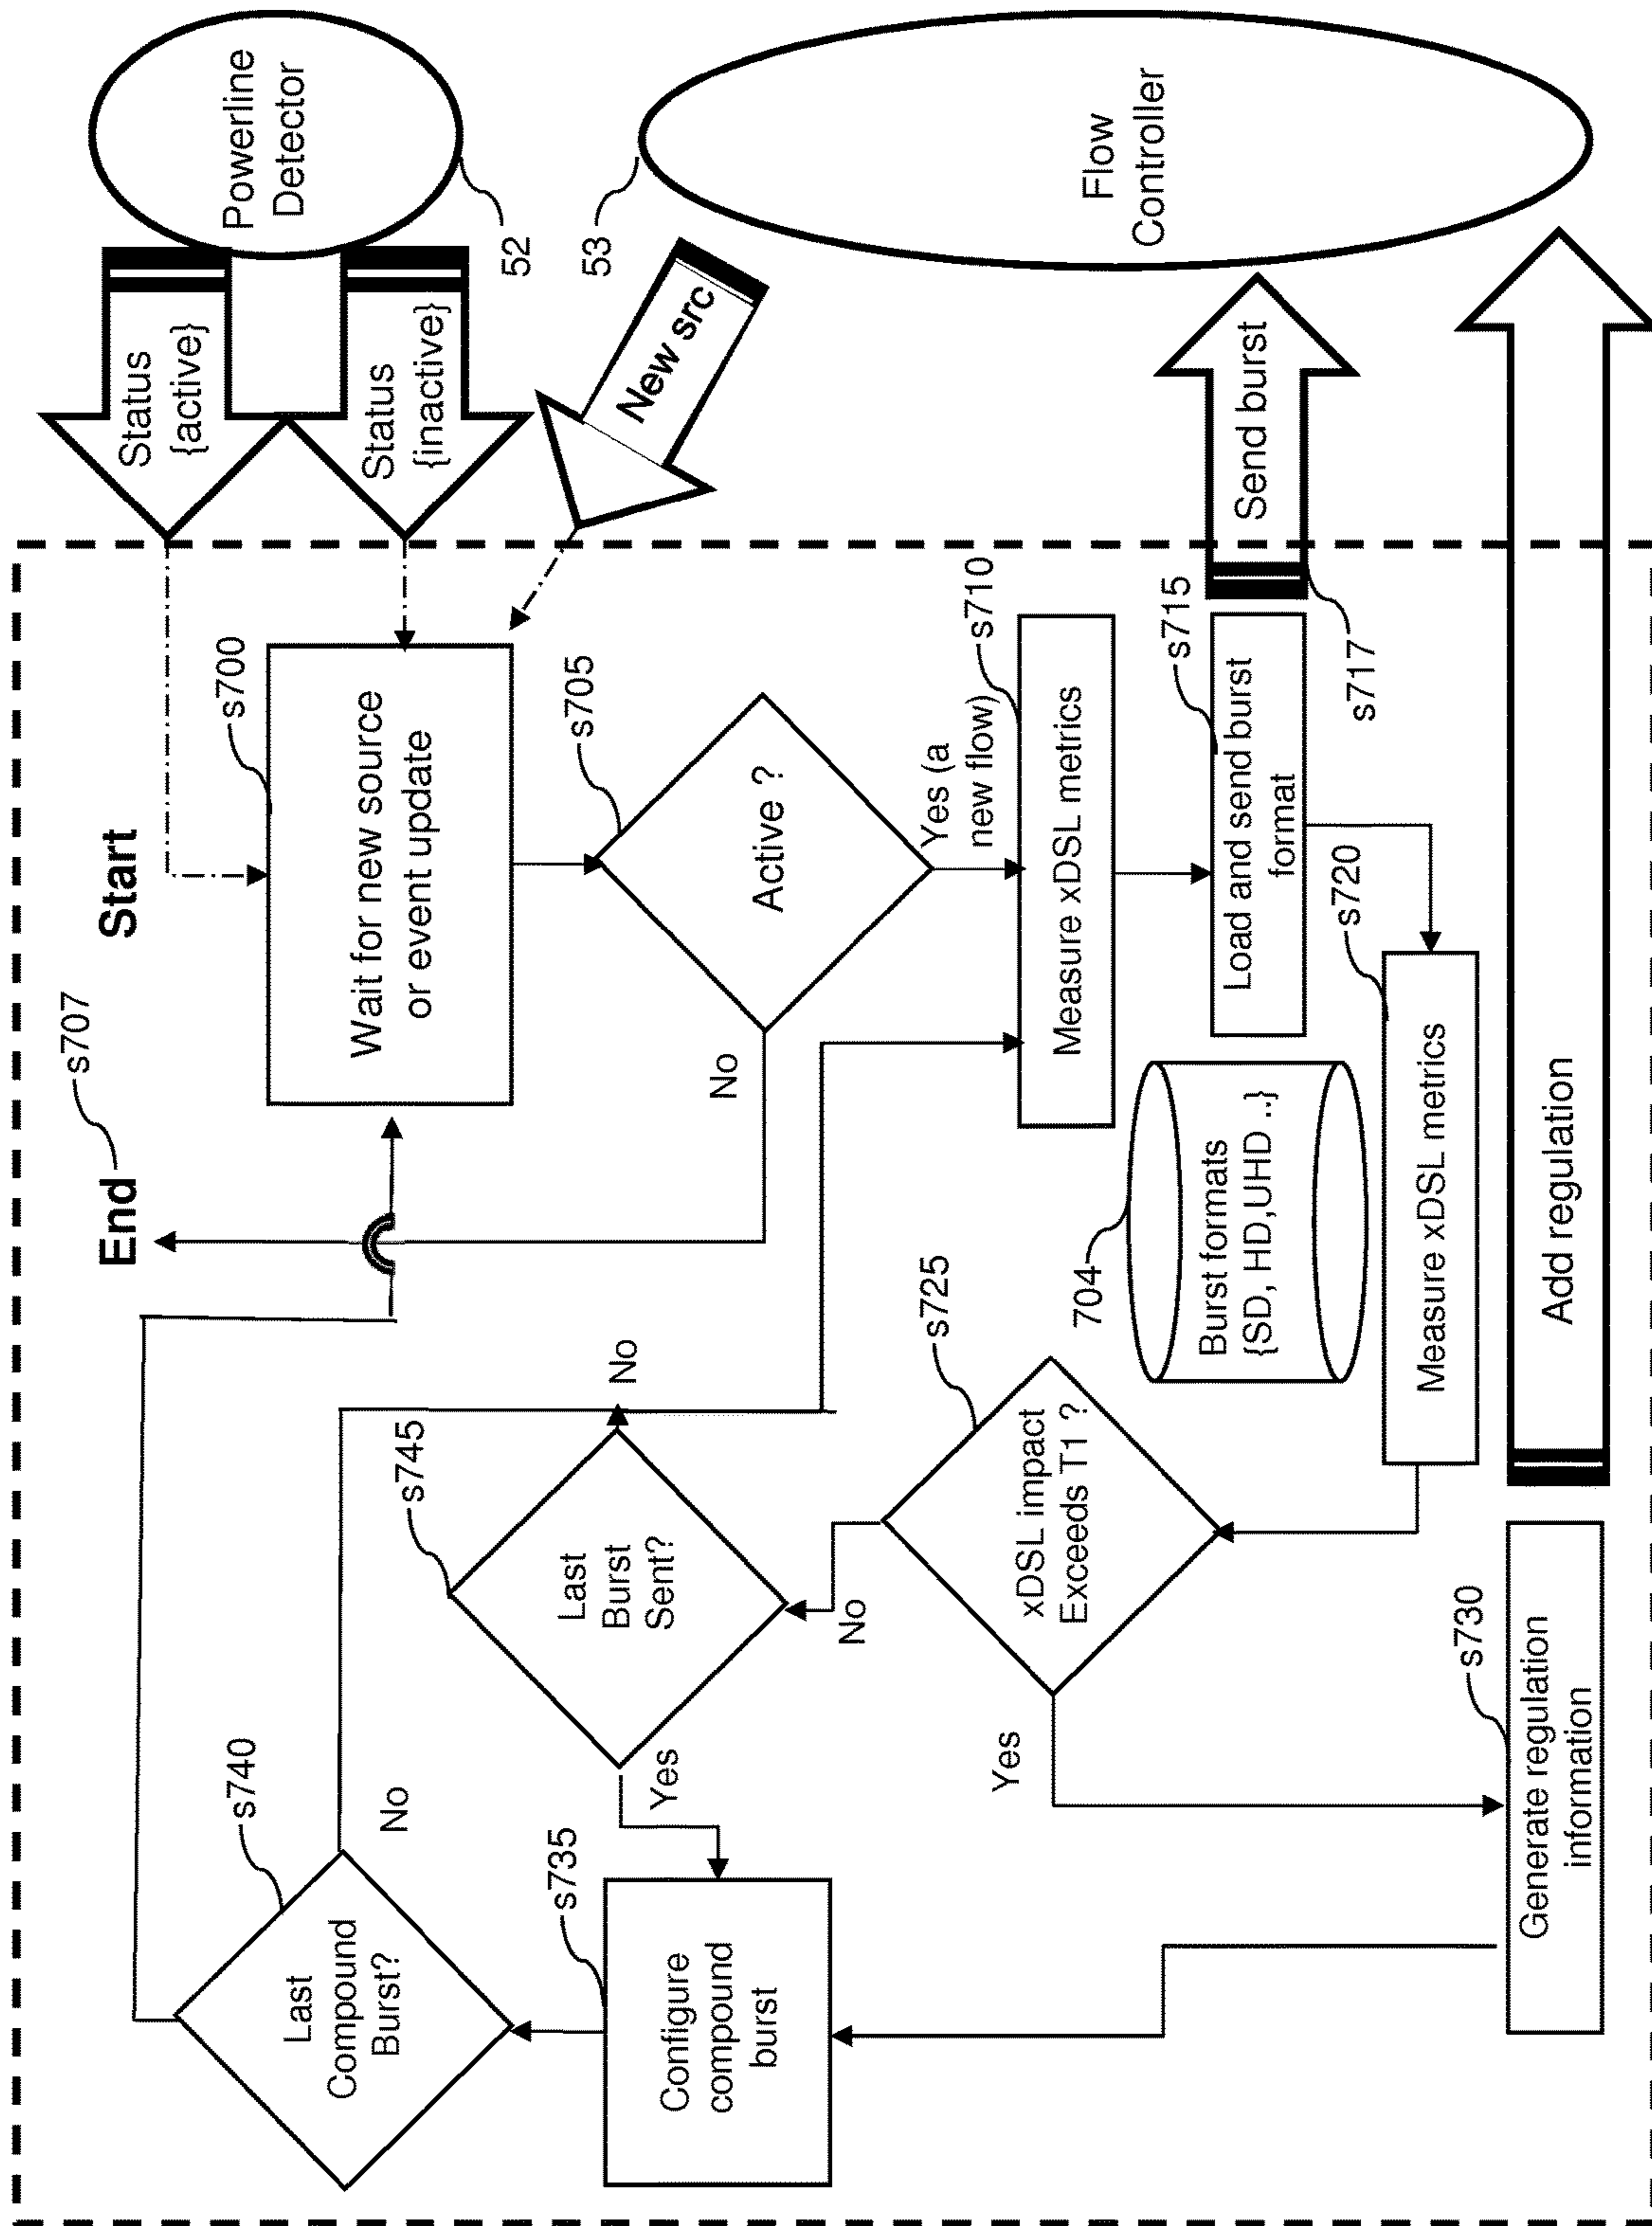 Start
End
s707
s700
Wait for new source
or event update
s705
Active ?
No
Yes (a
new flow)
s710
Measure xDSL metrics
s715
Load and send burst
format
s717
s720
Measure xDSL metrics
704
Burst formats
{SD, HD,UHD ..}
s725
xDSL impact
Exceeds T1 ?
No
Yes
s730
Generate regulation
information
s735
Configure
compound
burst
s740
Last
Compound
Burst?
No
s745
Last
Burst
Sent?
No
Yes
Status
{active}
Status
{inactive}
New src
Powerline
Detector
52
53
Flow
Controller
Send burst
Add regulation